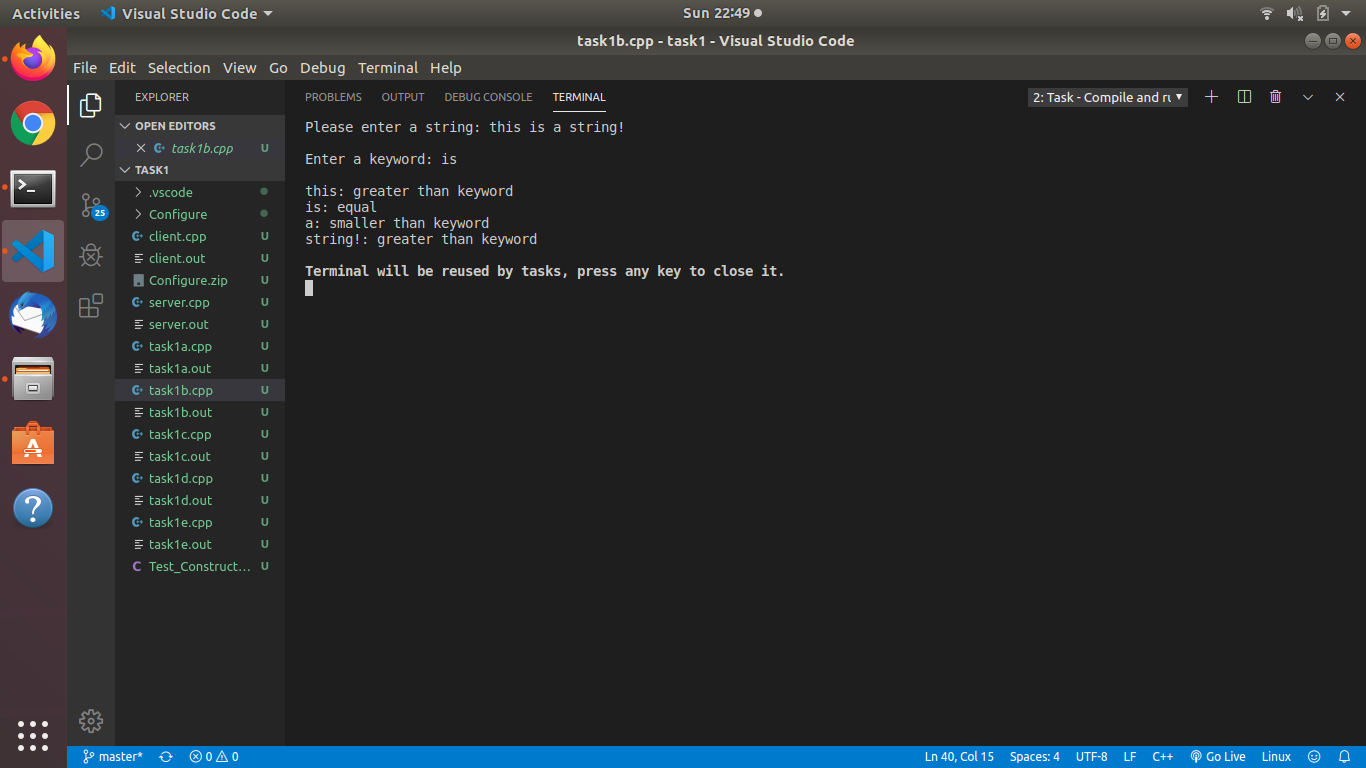 Activities Visual Studio Code Sun 22:49
task1b.cpp - task1 - Visual Studio Code
File Edit Selection View Go Debug Terminal Help
EXPLORER
OPEN EDITORS
task1b.cpp U
TASK1
.vscode
Configure
client.cpp U
client.out U
Configure.zip U
server.cpp U
server.out U
task1a.cpp U
task1a.out U
task1b.cpp U
task1b.out U
task1c.cpp U
task1c.out U
task1d.cpp U
task1d.out U
task1e.cpp U
task1e.out U
C Test_Construct... U
25
PROBLEMS OUTPUT DEBUG CONSOLE TERMINAL 2: Task - Compile and ru
Please enter a string: this is a string!
Enter a keyword: is
this: greater than keyword
is: equal
a: smaller than keyword
string!: greater than keyword
Terminal will be reused by tasks, press any key to close it.
master* 0 0 Ln 40, Col 15 Spaces: 4 UTF-8 LF C++ Go Live Linux